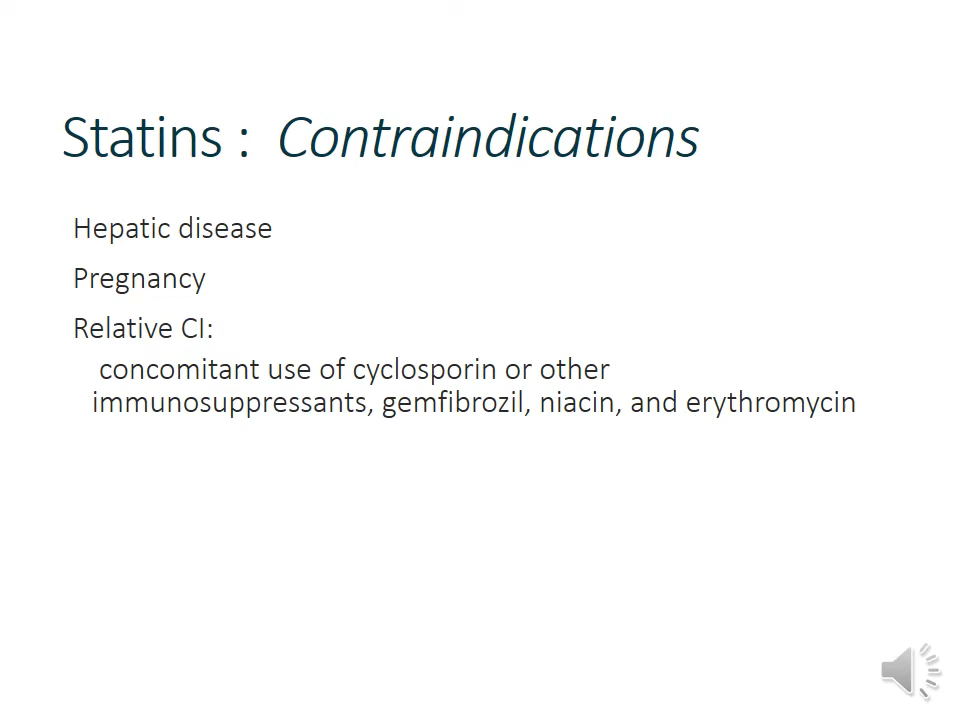 Statins : Contraindications
Hepatic disease
Pregnancy
Relative CI:
concomitant use of cyclosporin or other
immunosuppressants, gemfibrozil, niacin, and erythromycin